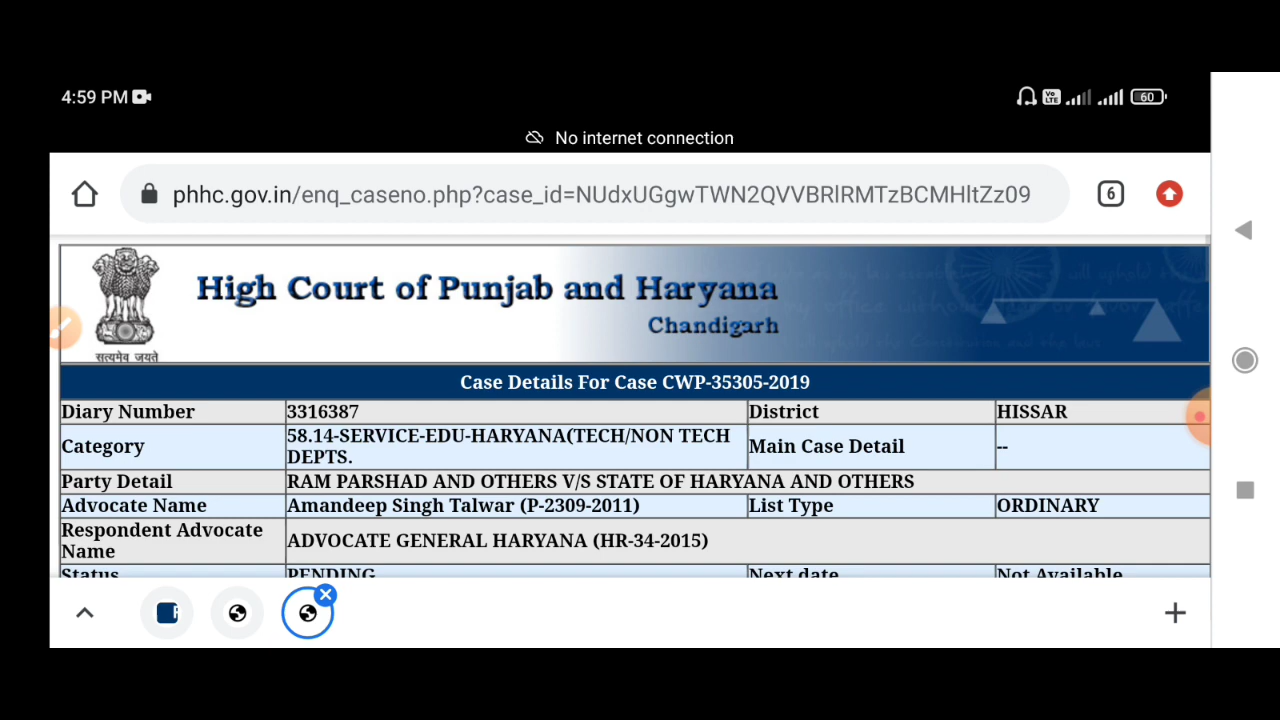 4:59 PM
Vo LTE
60
No internet connection
phhc.gov.in/enq_caseno.php?case_id=NUdxUGgwTWN2QVVBRlRMTzBCMHltZz09
6
High Court of Punjab and Haryana
Chandigarh
सत्यमेव जयते
Case Details For Case CWP-35305-2019
Diary Number 3316387 District HISSAR
Category 58.14-SERVICE-EDU-HARYANA(TECH/NON TECH DEPTS. Main Case Detail --
Party Detail RAM PARSHAD AND OTHERS V/S STATE OF HARYANA AND OTHERS
Advocate Name Amandeep Singh Talwar (P-2309-2011) List Type ORDINARY
Respondent Advocate Name ADVOCATE GENERAL HARYANA (HR-34-2015)
Status PENDING Next date Not Available